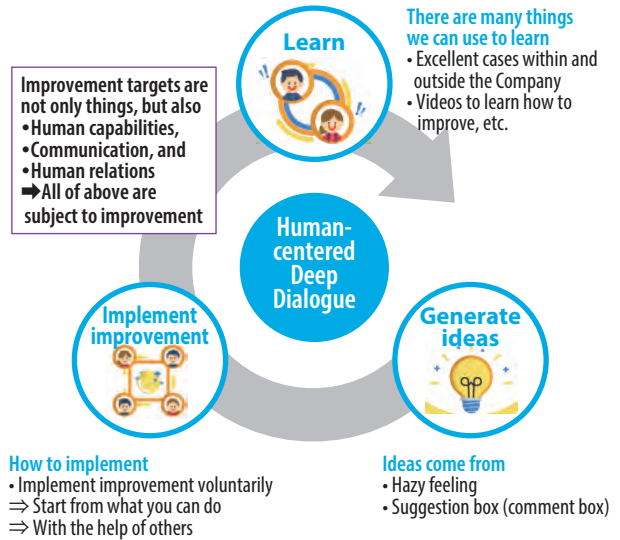 Learn
There are many things
we can use to learn
• Excellent cases within and
outside the Company
• Videos to learn how to
improve, etc.
Improvement targets are
not only things, but also
•Human capabilities,
•Communication, and
•Human relations
➡All of above are
subject to improvement
Human-
centered
Deep
Dialogue
Implement
improvement
Generate
ideas
How to implement
• Implement improvement voluntarily
⇒ Start from what you can do
⇒ With the help of others
Ideas come from
• Hazy feeling
• Suggestion box (comment box)